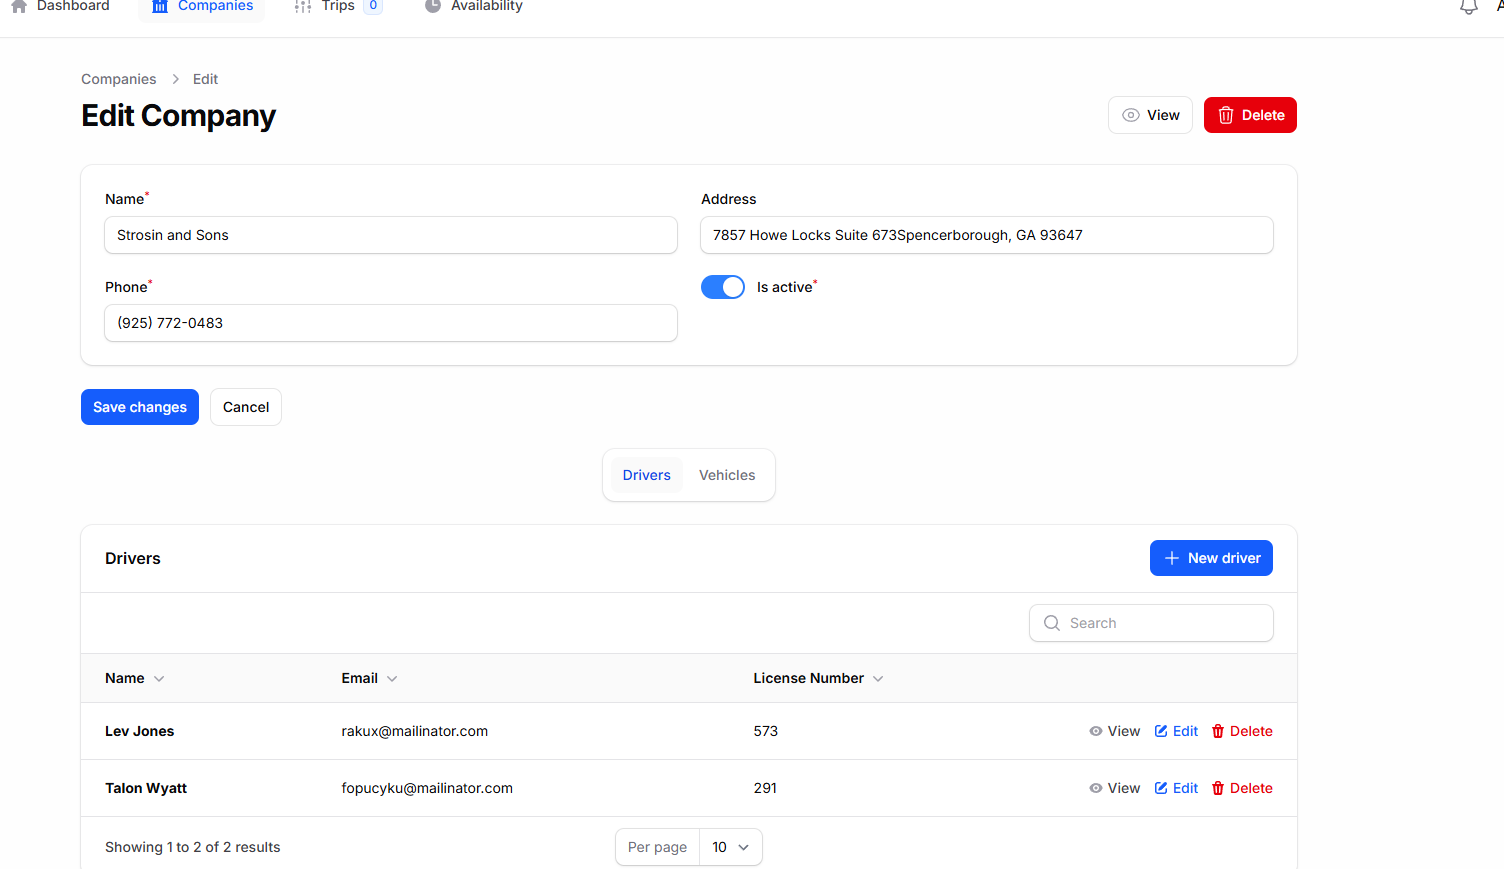 Dashboard Companies Trips 0 Availability
Companies Edit
Edit Company
View Delete
Name* Address
Strosin and Sons 7857 Howe Locks Suite 673Spencerborough, GA 93647
Phone* Is active*
(925) 772-0483
Save changes Cancel
Drivers Vehicles
Drivers New driver
Search
Name Email License Number
Lev Jones rakux@mailinator.com 573 View Edit Delete
Talon Wyatt fopucyku@mailinator.com 291 View Edit Delete
Showing 1 to 2 of 2 results Per page 10